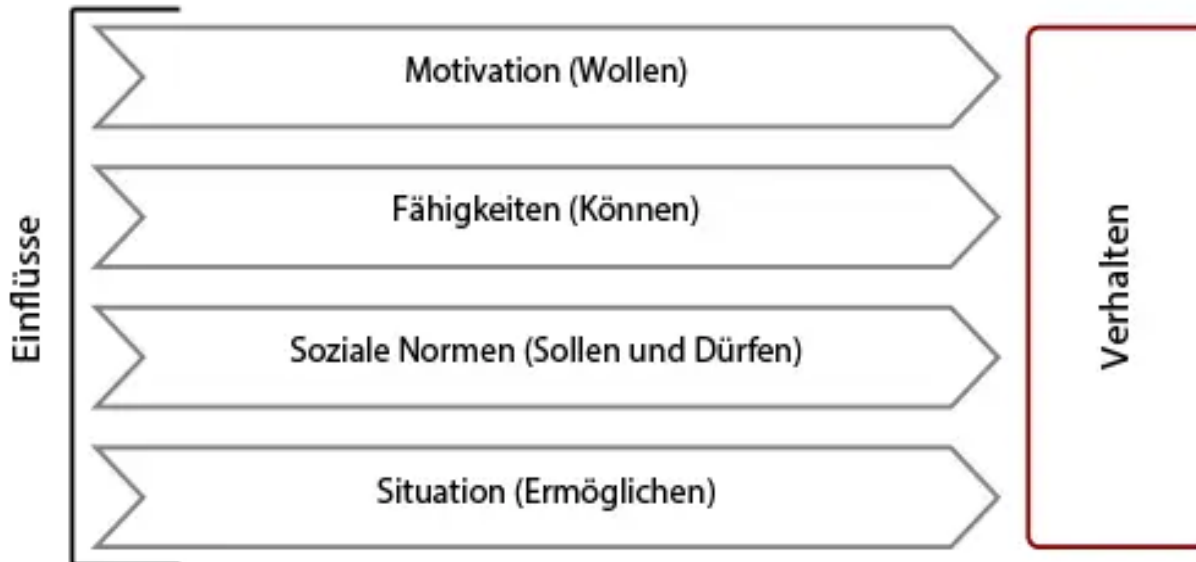 Einflüsse
Motivation (Wollen)
Fähigkeiten (Können)
Soziale Normen (Sollen und Dürfen)
Situation (Ermöglichen)
Verhalten